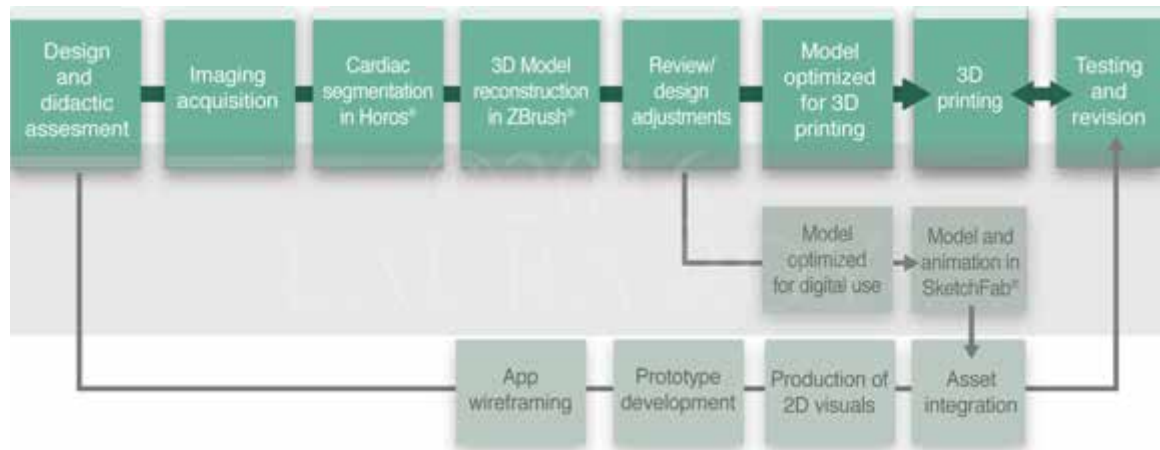 Design
and
didactic
assesment
Imaging
acquisition
Cardiac
segmentation
in Horos®
3D Model
reconstruction
in ZBrush®
Review/
design
adjustments
Model
optimized
for 3D
printing
3D
printing
Testing
and
revision
©2016
Model
optimized
for digital use
Model and
animation in
SketchFab®
App
wireframing
Prototype
development
Production of
2D visuals
Asset
integration